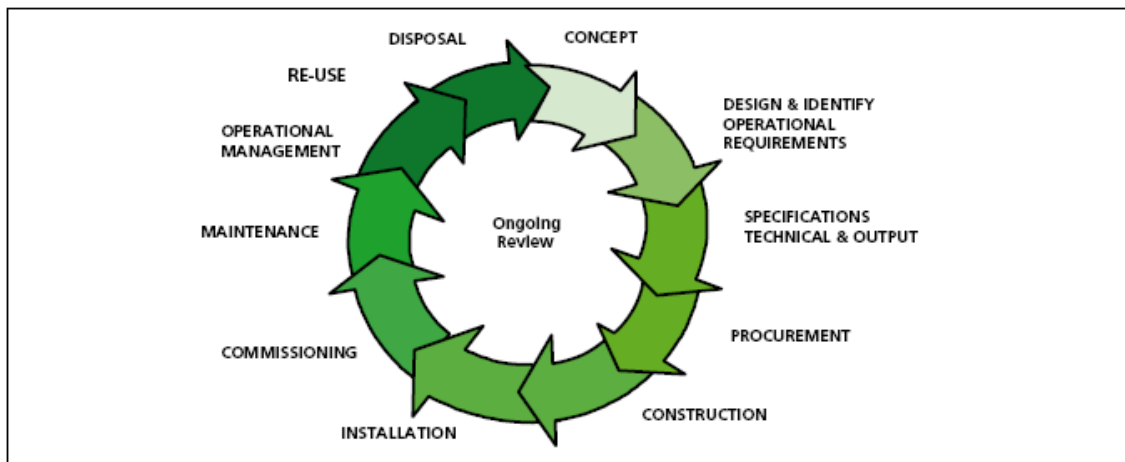 DISPOSAL
CONCEPT
RE-USE
DESIGN & IDENTIFY
OPERATIONAL
REQUIREMENTS
OPERATIONAL
MANAGEMENT
SPECIFICATIONS
TECHNICAL & OUTPUT
MAINTENANCE
Ongoing
Review
PROCUREMENT
COMMISSIONING
CONSTRUCTION
INSTALLATION